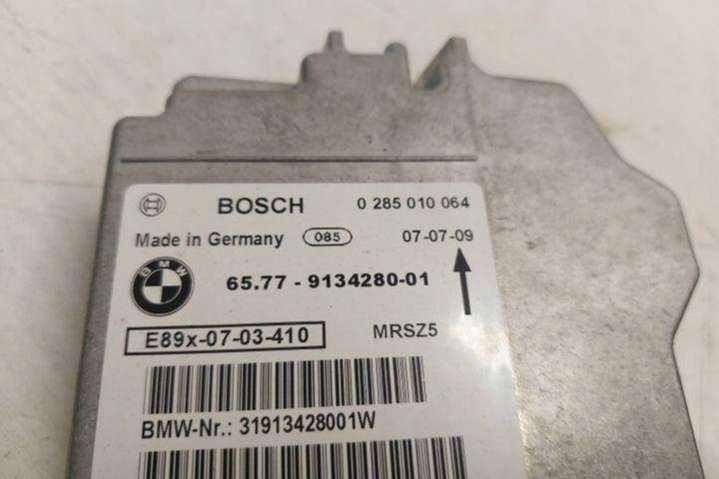 BOSCH 0 285 010 064
Made in Germany 085 07-07-09
BMW
65.77 - 9134280-01
E89x-07-03-410 MRSZ5
BMW-Nr.: 31913428001W